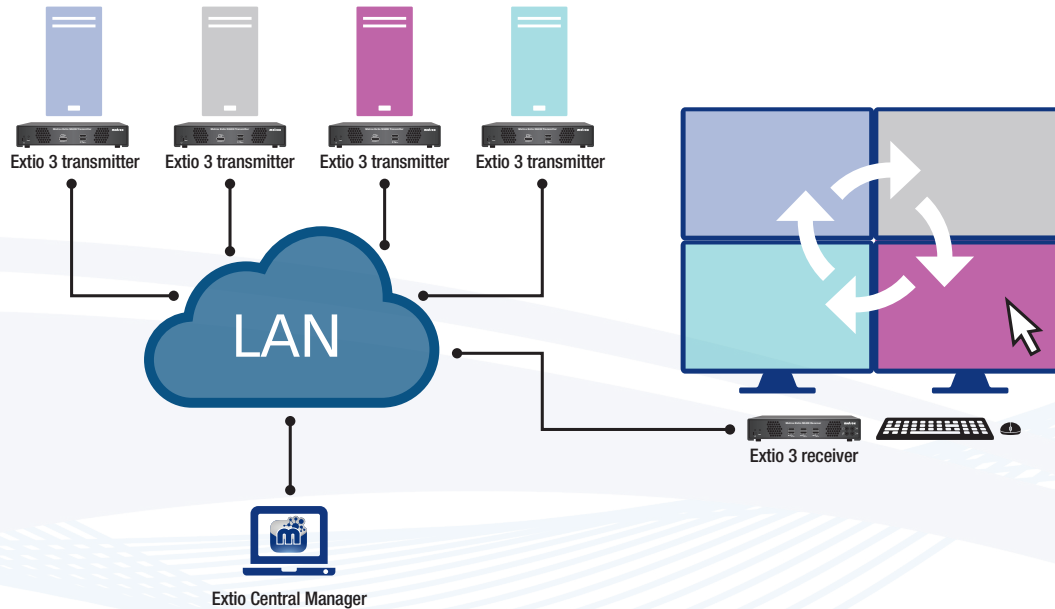 Extio 3 transmitter
Extio 3 transmitter
Extio 3 transmitter
Extio 3 transmitter
LAN
Extio 3 receiver
m
Extio Central Manager